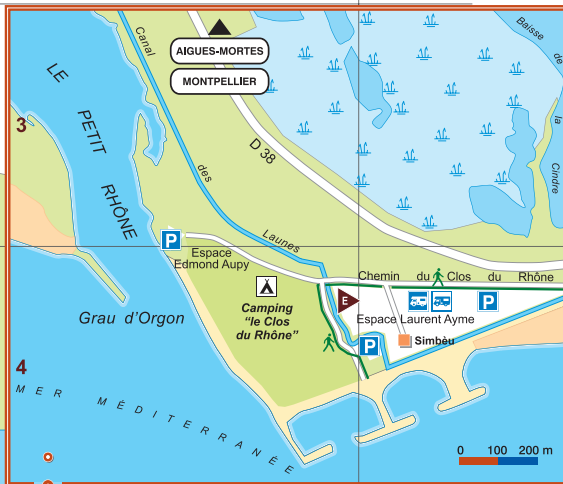 AIGUES-MORTES
MONTPELLIER
Canal
des
Launes
Baisse
de
la
Cindre
LE PETIT RHÔNE
3
D 38
P
Espace
Edmond Aupy
Chemin du Clos du Rhône
Camping
"le Clos
du Rhône"
E
P
Espace Laurent Ayme
Grau d'Orgon
P
Simbèu
4
MER MÉDITERRANÉE
0 100 200 m